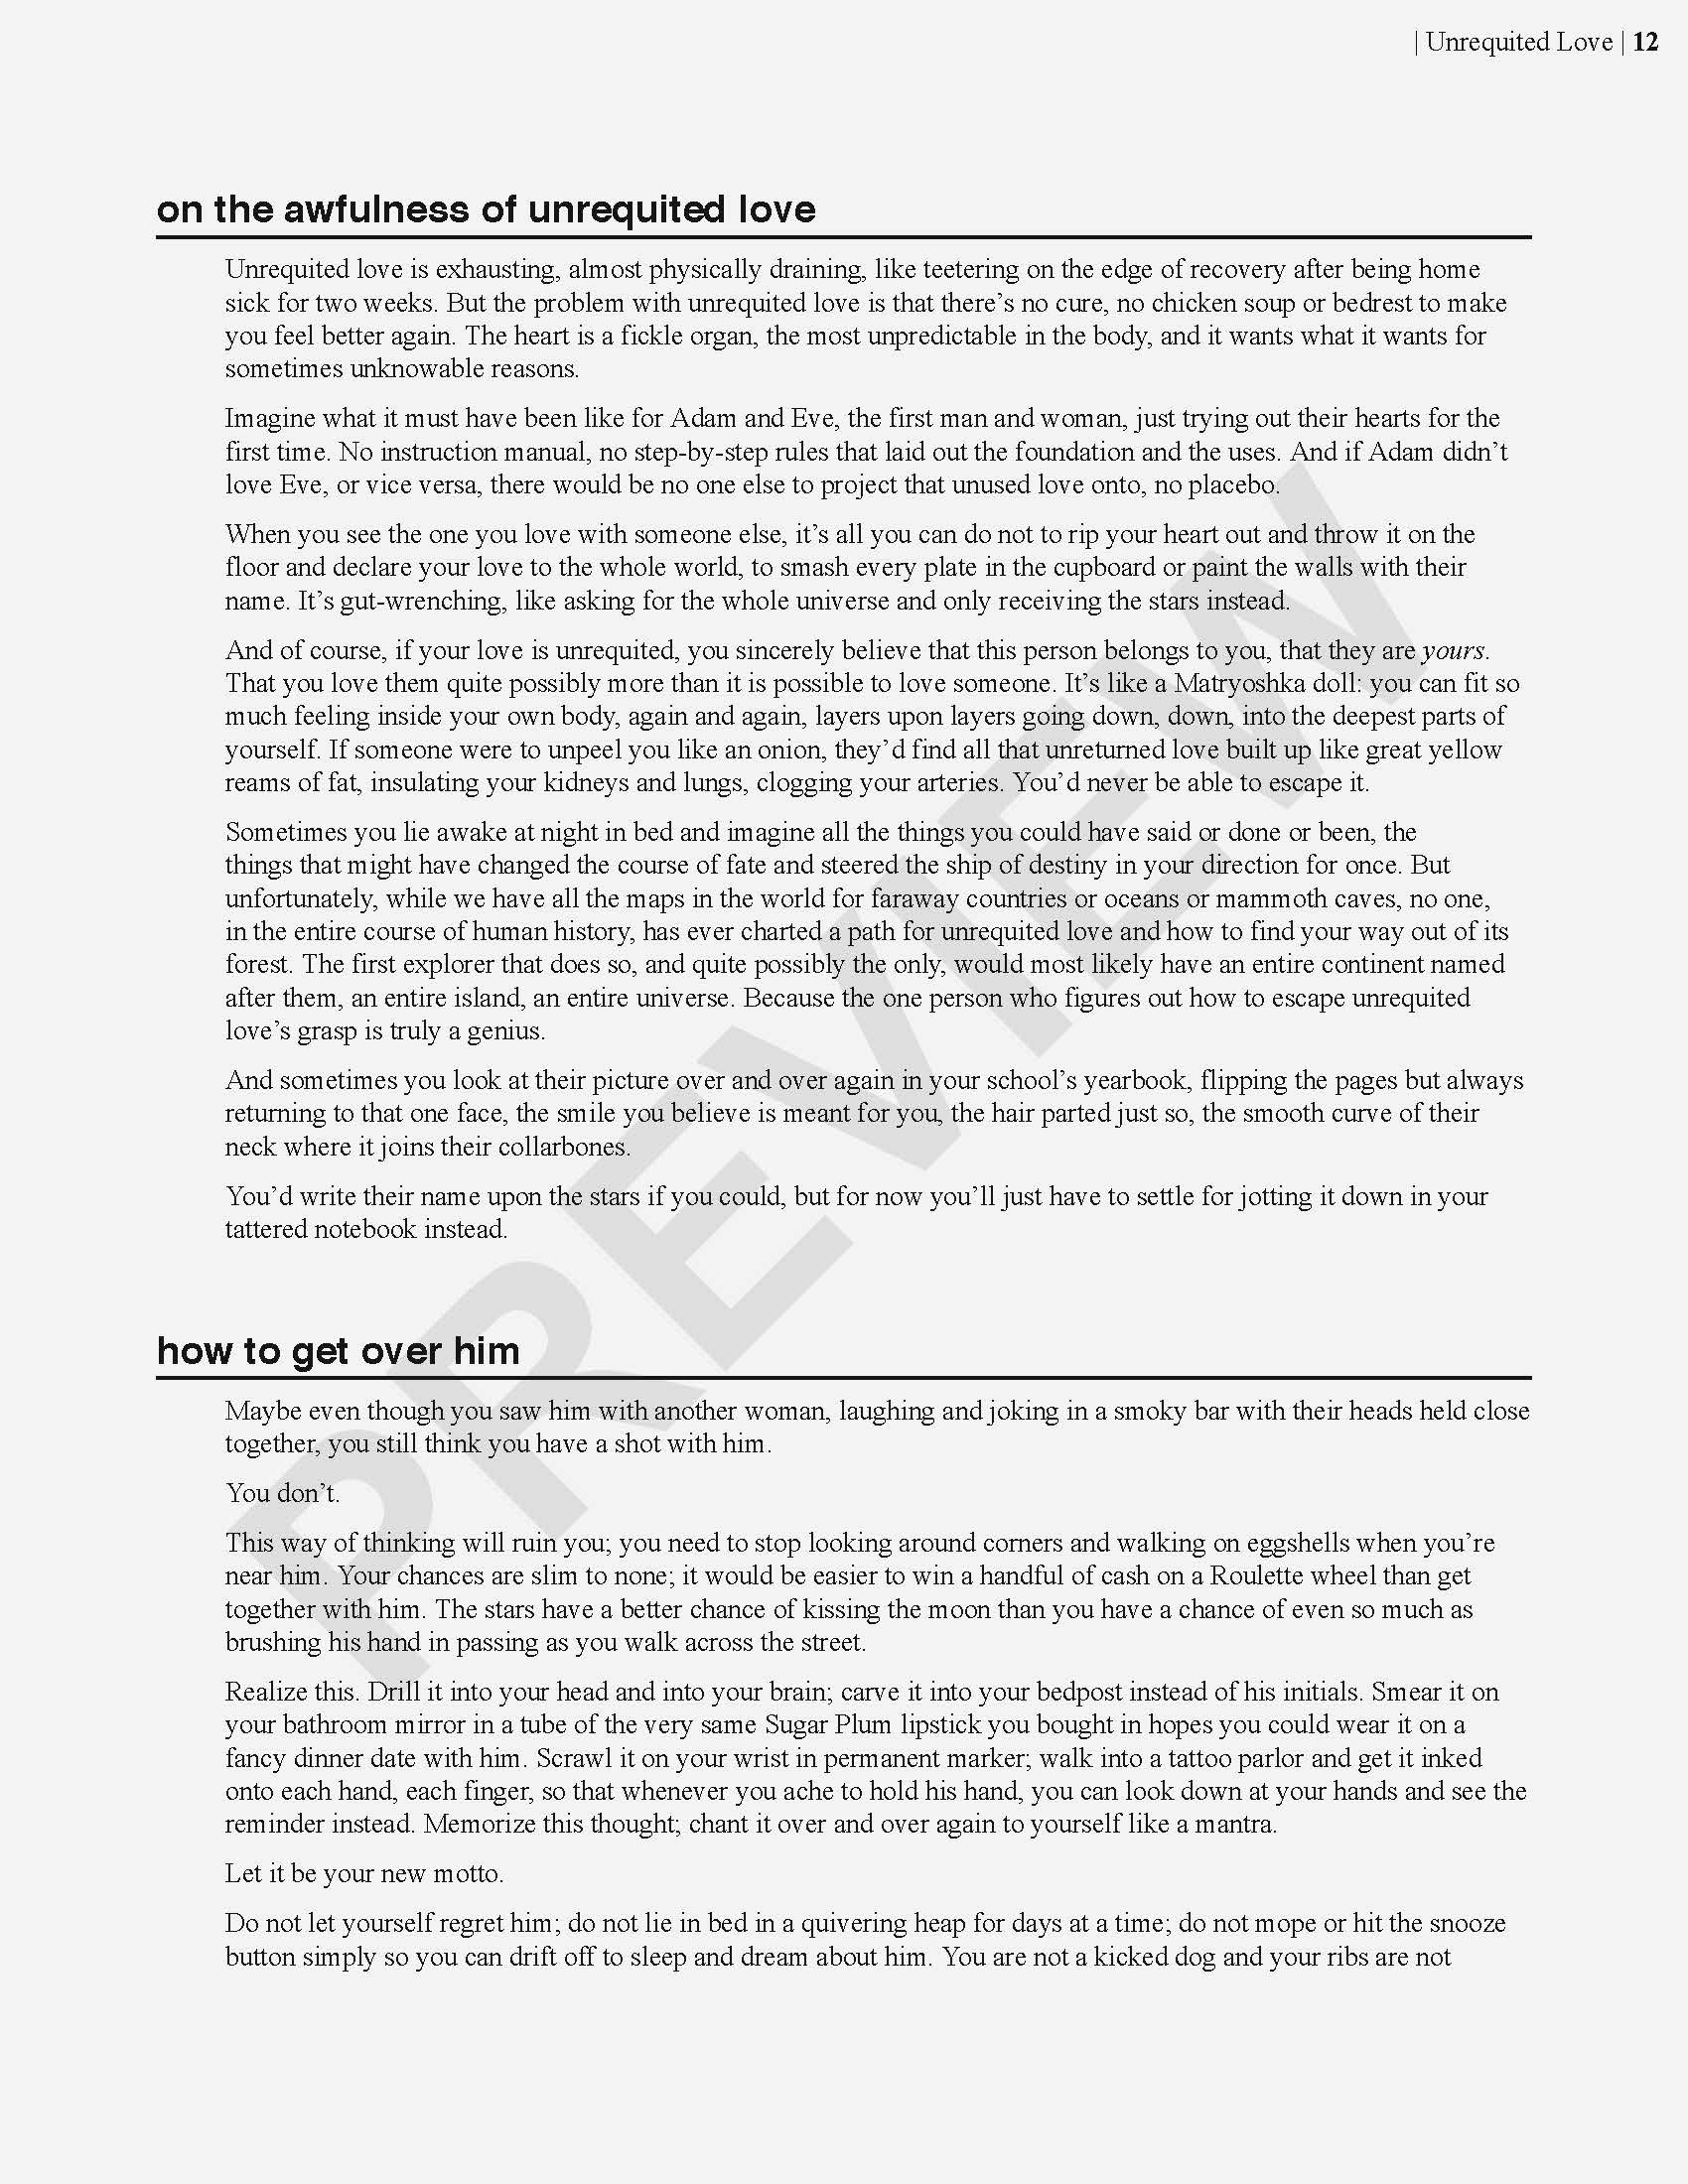 | Unrequited Love | 12
on the awfulness of unrequited love
Unrequited love is exhausting, almost physically draining, like teetering on the edge of recovery after being home
sick for two weeks. But the problem with unrequited love is that there’s no cure, no chicken soup or bedrest to make
you feel better again. The heart is a fickle organ, the most unpredictable in the body, and it wants what it wants for
sometimes unknowable reasons.
Imagine what it must have been like for Adam and Eve, the first man and woman, just trying out their hearts for the
first time. No instruction manual, no step-by-step rules that laid out the foundation and the uses. And if Adam didn’t
love Eve, or vice versa, there would be no one else to project that unused love onto, no placebo.
When you see the one you love with someone else, it’s all you can do not to rip your heart out and throw it on the
floor and declare your love to the whole world, to smash every plate in the cupboard or paint the walls with their
name. It’s gut-wrenching, like asking for the whole universe and only receiving the stars instead.
And of course, if your love is unrequited, you sincerely believe that this person belongs to you, that they are yours.
That you love them quite possibly more than it is possible to love someone. It’s like a Matryoshka doll: you can fit so
much feeling inside your own body, again and again, layers upon layers going down, down, into the deepest parts of
yourself. If someone were to unpeel you like an onion, they’d find all that unreturned love built up like great yellow
reams of fat, insulating your kidneys and lungs, clogging your arteries. You’d never be able to escape it.
Sometimes you lie awake at night in bed and imagine all the things you could have said or done or been, the
things that might have changed the course of fate and steered the ship of destiny in your direction for once. But
unfortunately, while we have all the maps in the world for faraway countries or oceans or mammoth caves, no one,
in the entire course of human history, has ever charted a path for unrequited love and how to find your way out of its
forest. The first explorer that does so, and quite possibly the only, would most likely have an entire continent named
after them, an entire island, an entire universe. Because the one person who figures out how to escape unrequited
love’s grasp is truly a genius.
And sometimes you look at their picture over and over again in your school’s yearbook, flipping the pages but always
returning to that one face, the smile you believe is meant for you, the hair parted just so, the smooth curve of their
neck where it joins their collarbones.
You’d write their name upon the stars if you could, but for now you’ll just have to settle for jotting it down in your
tattered notebook instead.
how to get over him
Maybe even though you saw him with another woman, laughing and joking in a smoky bar with their heads held close
together, you still think you have a shot with him.
You don’t.
This way of thinking will ruin you; you need to stop looking around corners and walking on eggshells when you’re
near him. Your chances are slim to none; it would be easier to win a handful of cash on a Roulette wheel than get
together with him. The stars have a better chance of kissing the moon than you have a chance of even so much as
brushing his hand in passing as you walk across the street.
Realize this. Drill it into your head and into your brain; carve it into your bedpost instead of his initials. Smear it on
your bathroom mirror in a tube of the very same Sugar Plum lipstick you bought in hopes you could wear it on a
fancy dinner date with him. Scrawl it on your wrist in permanent marker; walk into a tattoo parlor and get it inked
onto each hand, each finger, so that whenever you ache to hold his hand, you can look down at your hands and see the
reminder instead. Memorize this thought; chant it over and over again to yourself like a mantra.
Let it be your new motto.
Do not let yourself regret him; do not lie in bed in a quivering heap for days at a time; do not mope or hit the snooze
button simply so you can drift off to sleep and dream about him. You are not a kicked dog and your ribs are not
PREVIEW